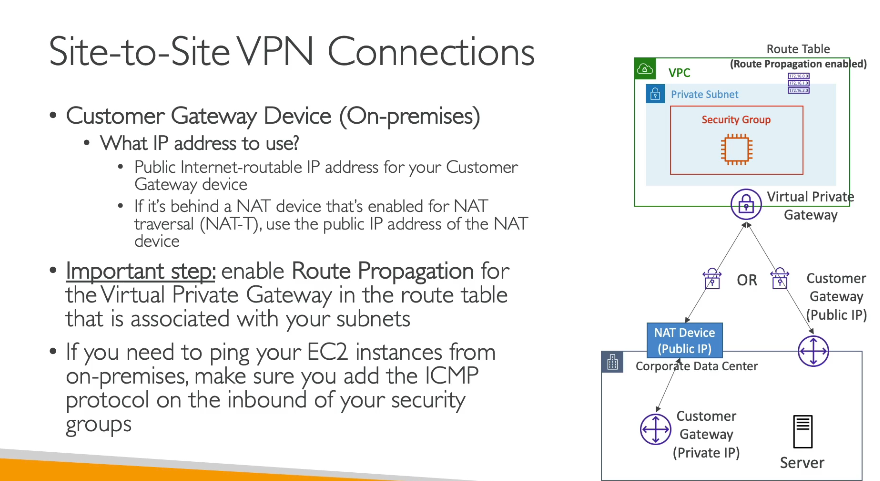 Site-to-Site VPN Connections
• Customer Gateway Device (On-premises)
• What IP address to use?
• Public Internet-routable IP address for your Customer
Gateway device
• If it's behind a NAT device that's enabled for NAT
traversal (NAT-T), use the public IP address of the NAT
device
• Important step: enable Route Propagation for
the Virtual Private Gateway in the route table
that is associated with your subnets
• If you need to ping your EC2 instances from
on-premises, make sure you add the ICMP
protocol on the inbound of your security
groups
Route Table
(Route Propagation enabled)
VPC
Private Subnet
Security Group
Virtual Private
Gateway
OR
Customer
Gateway
(Public IP)
NAT Device
(Public IP)
Corporate Data Center
Customer
Gateway
(Private IP)
Server